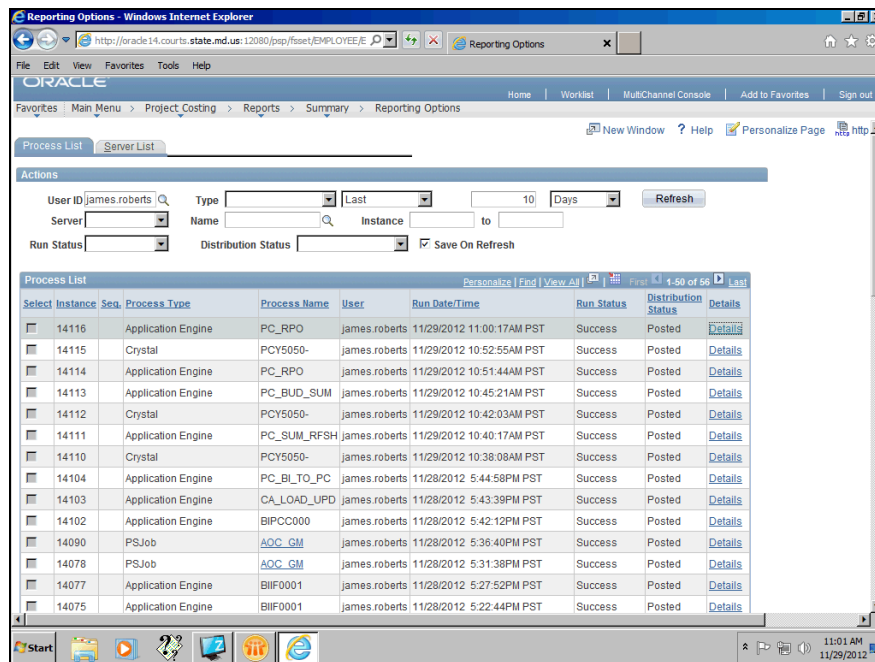 Reporting Options - Windows Internet Explorer
http://oracle14.courts.state.md.us:12080/psp/fsset/EMPLOYEE/E
Reporting Options
File Edit View Favorites Tools Help
ORACLE
Home | Worklist | MultiChannel Console | Add to Favorites | Sign out
Favorites Main Menu > Project Costing > Reports > Summary > Reporting Options
New Window ? Help Personalize Page http
Process List Server List
Actions
User ID james.roberts Type Last 10 Days Refresh
Server Name Instance to
Run Status Distribution Status Save On Refresh
Process List Personalize | Find | View All | First 1-50 of 56 Last
Select Instance Seq. Process Type Process Name User Run Date/Time Run Status Distribution Status Details
14116 Application Engine PC_RPO james.roberts 11/29/2012 11:00:17AM PST Success Posted Details
14115 Crystal PCY5050- james.roberts 11/29/2012 10:52:55AM PST Success Posted Details
14114 Application Engine PC_RPO james.roberts 11/29/2012 10:51:44AM PST Success Posted Details
14113 Application Engine PC_BUD_SUM james.roberts 11/29/2012 10:45:21AM PST Success Posted Details
14112 Crystal PCY5050- james.roberts 11/29/2012 10:42:03AM PST Success Posted Details
14111 Application Engine PC_SUM_RFSH james.roberts 11/29/2012 10:40:17AM PST Success Posted Details
14110 Crystal PCY5050- james.roberts 11/29/2012 10:38:08AM PST Success Posted Details
14104 Application Engine PC_BI_TO_PC james.roberts 11/28/2012 5:44:58PM PST Success Posted Details
14103 Application Engine CA_LOAD_UPD james.roberts 11/28/2012 5:43:39PM PST Success Posted Details
14102 Application Engine BIPCC000 james.roberts 11/28/2012 5:42:12PM PST Success Posted Details
14090 PSJob AOC_GM james.roberts 11/28/2012 5:36:40PM PST Success Posted Details
14078 PSJob AOC_GM james.roberts 11/28/2012 5:31:38PM PST Success Posted Details
14077 Application Engine BIIF0001 james.roberts 11/28/2012 5:27:52PM PST Success Posted Details
14075 Application Engine BIIF0001 james.roberts 11/28/2012 5:22:44PM PST Success Posted Details
Start 11:01 AM
11/29/2012